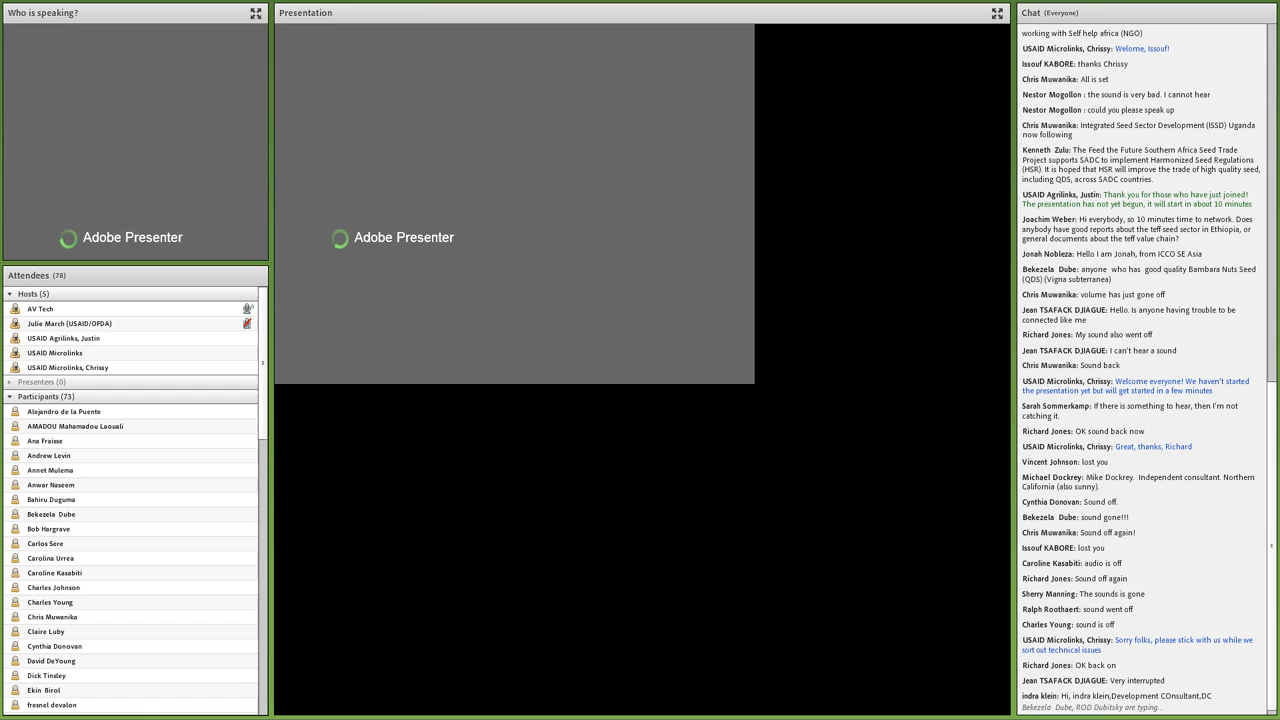 Who is speaking?
Adobe Presenter
Attendees (78)
Hosts (5)
AV Tech
Julie March (USAID/OFDA)
USAID Agrilinks, Justin
USAID Microlinks
USAID Microlinks, Chrissy
Presenters (0)
Participants (73)
Alejandro de la Puente
AMADOU Mahamadou Laouali
Ana Fraisse
Andrew Levin
Annet Mulema
Anwar Naseem
Bahiru Duguma
Bekezela Dube
Bob Hargrave
Carlos Sere
Carolina Urrea
Caroline Kasabiti
Charles Johnson
Charles Young
Chris Muwanika
Claire Luby
Cynthia Donovan
David DeYoung
Dick Tinsley
Ekin Birol
fresnel devalon
Presentation
Adobe Presenter
Chat (Everyone)
working with Self help africa (NGO)
USAID Microlinks, Chrissy: Welome, Issouf!
Issouf KABORE: thanks Chrissy
Chris Muwanika: All is set
Nestor Mogollon : the sound is very bad. I cannot hear
Nestor Mogollon : could you please speak up
Chris Muwanika: Integrated Seed Sector Development (ISSD) Uganda
now following
Kenneth Zulu: The Feed the Future Southern Africa Seed Trade
Project supports SADC to implement Harmonized Seed Regulations
(HSR). It is hoped that HSR will improve the trade of high quality seed,
including QDS, across SADC countries.
USAID Agrilinks, Justin: Thank you for those who have just joined!
The presentation has not yet begun, it will start in about 10 minutes
Joachim Weber: Hi everybody, so 10 minutes time to network. Does
anybody have good reports about the teff seed sector in Ethiopia, or
general documents about the teff value chain?
Jonah Nobleza: Hello I am Jonah, from ICCO SE Asia
Bekezela Dube: anyone who has good quality Bambara Nuts Seed
(QDS) (Vigna subterranea)
Chris Muwanika: volume has just gone off
Jean TSAFACK DJIAGUE: Hello. Is anyone having trouble to be
connected like me
Richard Jones: My sound also went off
Jean TSAFACK DJIAGUE: I can't hear a sound
Chris Muwanika: Sound back
USAID Microlinks, Chrissy: Welcome everyone! We haven't started
the presentation yet but will get started in a few minutes
Sarah Sommerkamp: If there is something to hear, then I'm not
catching it.
Richard Jones: OK sound back now
USAID Microlinks, Chrissy: Great, thanks, Richard
Vincent Johnson: lost you
Michael Dockrey: Mike Dockrey. Independent consultant. Northern
California (also sunny).
Cynthia Donovan: Sound off.
Bekezela Dube: sound gone!!!
Chris Muwanika: Sound off again!
Issouf KABORE: lost you
Caroline Kasabiti: audio is off
Richard Jones: Sound off again
Sherry Manning: The sounds is gone
Ralph Roothaert: sound went off
Charles Young: sound is off
USAID Microlinks, Chrissy: Sorry folks, please stick with us while we
sort out technical issues
Richard Jones: OK back on
Jean TSAFACK DJIAGUE: Very interrupted
indra klein: Hi, indra klein,Development COnsultant,DC
Bekezela Dube, ROD Dubitsky are typing...